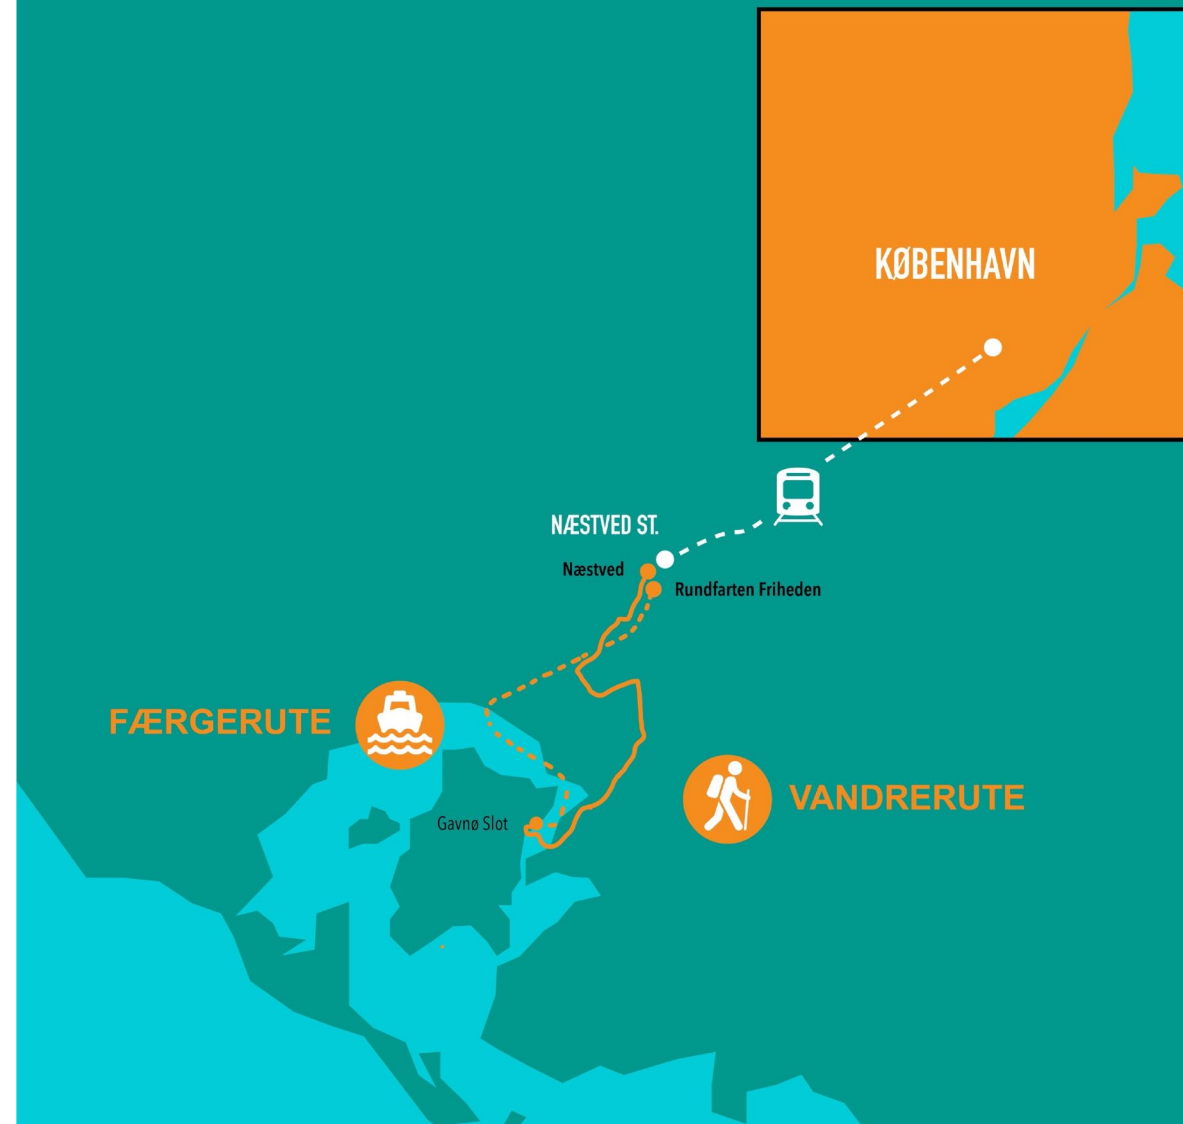 KØBENHAVN
NÆSTVED ST.
Næstved
Rundfarten Friheden
FÆRGERUTE
VANDRERUTE
Gavnø Slot